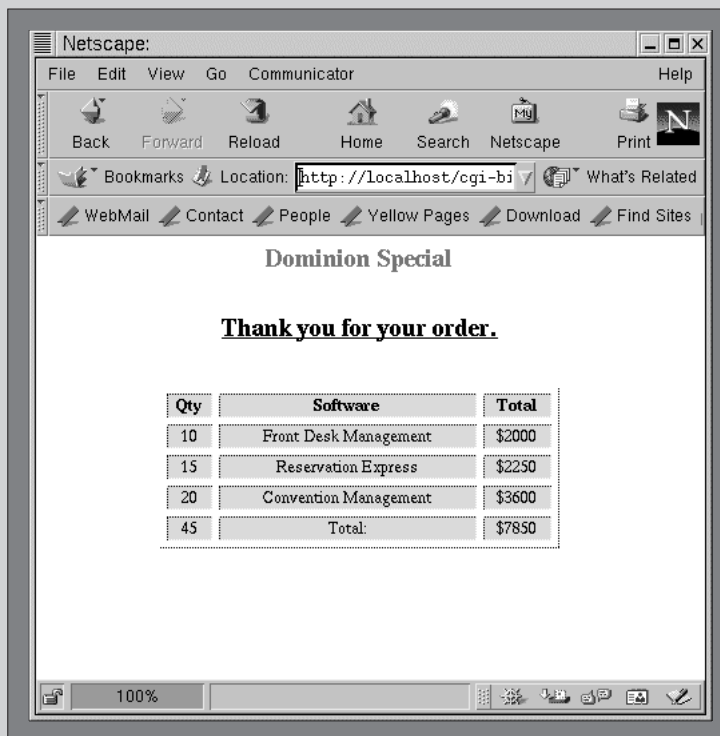 Netscape:
File Edit View Go Communicator Help
Back Forward Reload Home Search Netscape Print
My N
Bookmarks Location: http://localhost/cgi-bi What's Related
WebMail Contact People Yellow Pages Download Find Sites
Dominion Special
Thank you for your order.
Qty Software Total
10 Front Desk Management $2000
15 Reservation Express $2250
20 Convention Management $3600
45 Total: $7850
100%